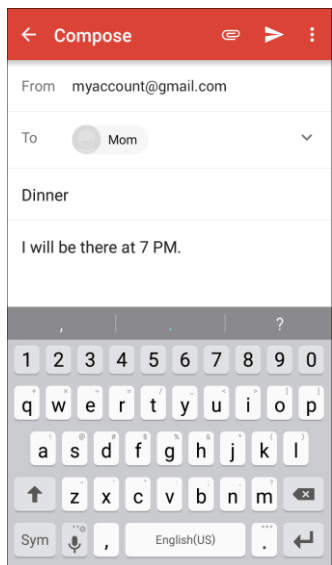 Compose
From myaccount@gmail.com
To Mom
Dinner
I will be there at 7 PM.
, . ?
1 2 3 4 5 6 7 8 9 0
q w e r t y u i o p
a s d f g h j k l
z x c v b n m
Sym , English(US) .